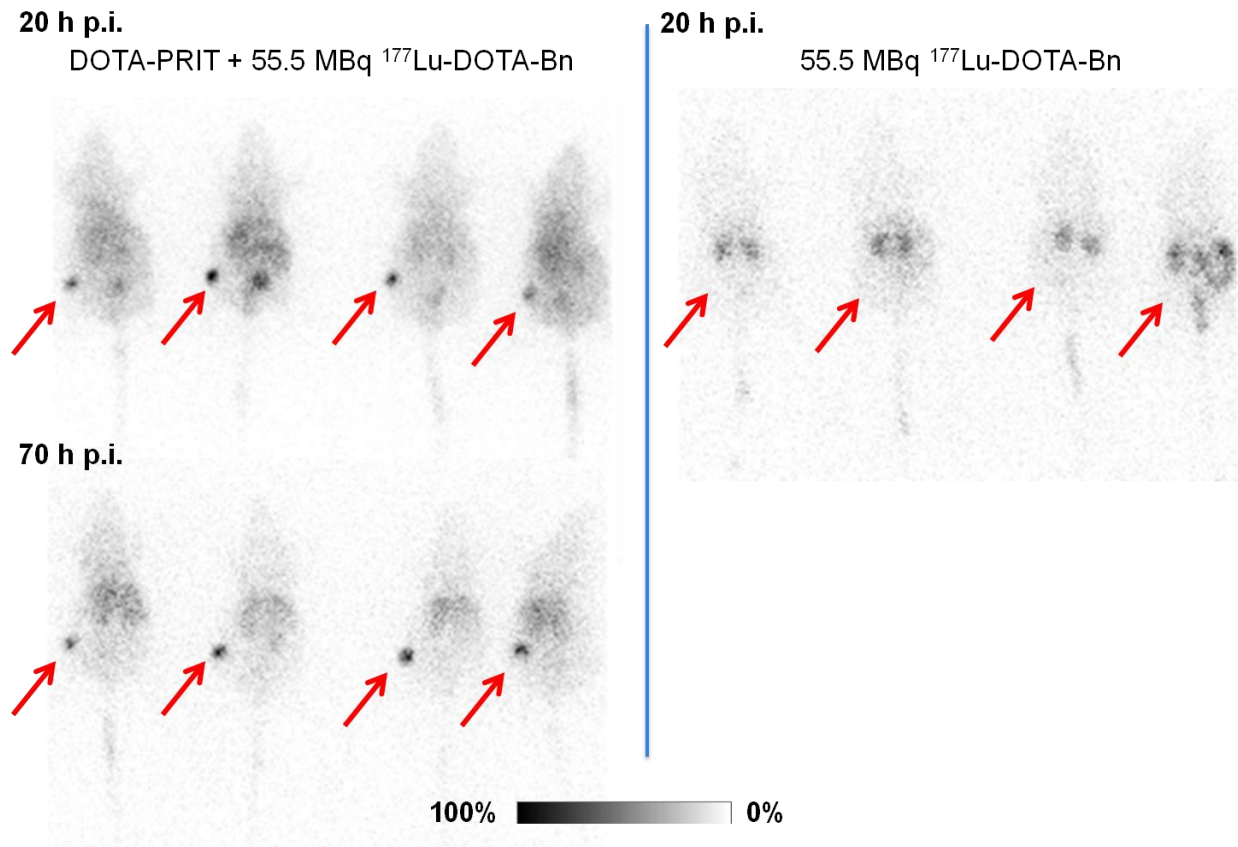 20 h p.i.
DOTA-PRIT + 55.5 MBq ¹⁷⁷Lu-DOTA-Bn
20 h p.i.
55.5 MBq ¹⁷⁷Lu-DOTA-Bn
70 h p.i.
100% 0%